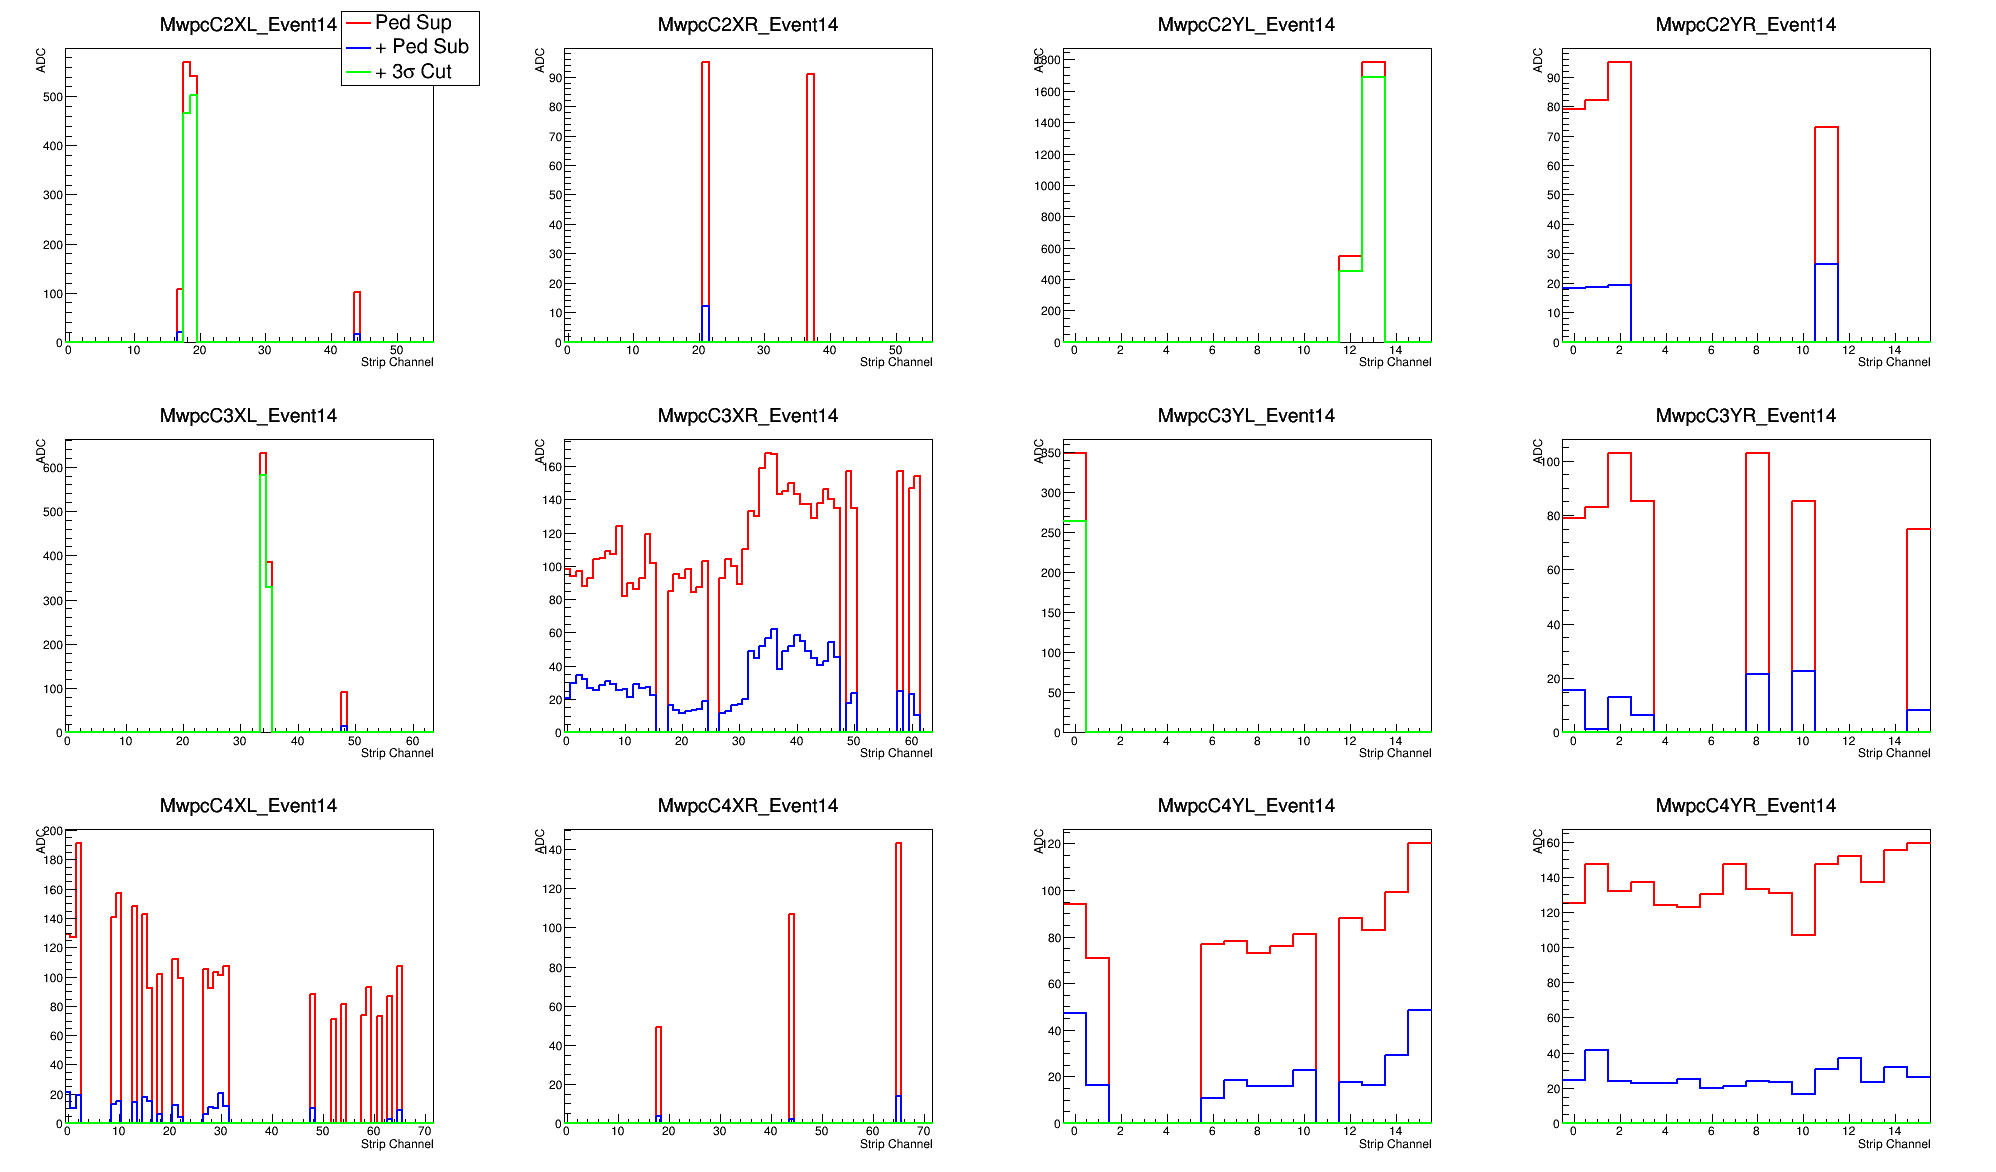 MwpcC2XL_Event14
Ped Sup
+ Ped Sub
+ 3σ Cut
ADC
500
400
300
200
100
0
0 10 20 30 40 50
Strip Channel
MwpcC2XR_Event14
ADC
90
80
70
60
50
40
30
20
10
0
0 10 20 30 40 50
Strip Channel
MwpcC2YL_Event14
ADC
1800
1600
1400
1200
1000
800
600
400
200
0
0 2 4 6 8 10 12 14
Strip Channel
MwpcC2YR_Event14
ADC
90
80
70
60
50
40
30
20
10
0
0 2 4 6 8 10 12 14
Strip Channel
MwpcC3XL_Event14
ADC
600
500
400
300
200
100
0
0 10 20 30 40 50 60
Strip Channel
MwpcC3XR_Event14
ADC
160
140
120
100
80
60
40
20
0
0 10 20 30 40 50 60
Strip Channel
MwpcC3YL_Event14
ADC
350
300
250
200
150
100
50
0
0 2 4 6 8 10 12 14
Strip Channel
MwpcC3YR_Event14
ADC
100
80
60
40
20
0
0 2 4 6 8 10 12 14
Strip Channel
MwpcC4XL_Event14
ADC
200
180
160
140
120
100
80
60
40
20
0
0 10 20 30 40 50 60 70
Strip Channel
MwpcC4XR_Event14
ADC
140
120
100
80
60
40
20
0
0 10 20 30 40 50 60 70
Strip Channel
MwpcC4YL_Event14
ADC
120
100
80
60
40
20
0
0 2 4 6 8 10 12 14
Strip Channel
MwpcC4YR_Event14
ADC
160
140
120
100
80
60
40
20
0
0 2 4 6 8 10 12 14
Strip Channel